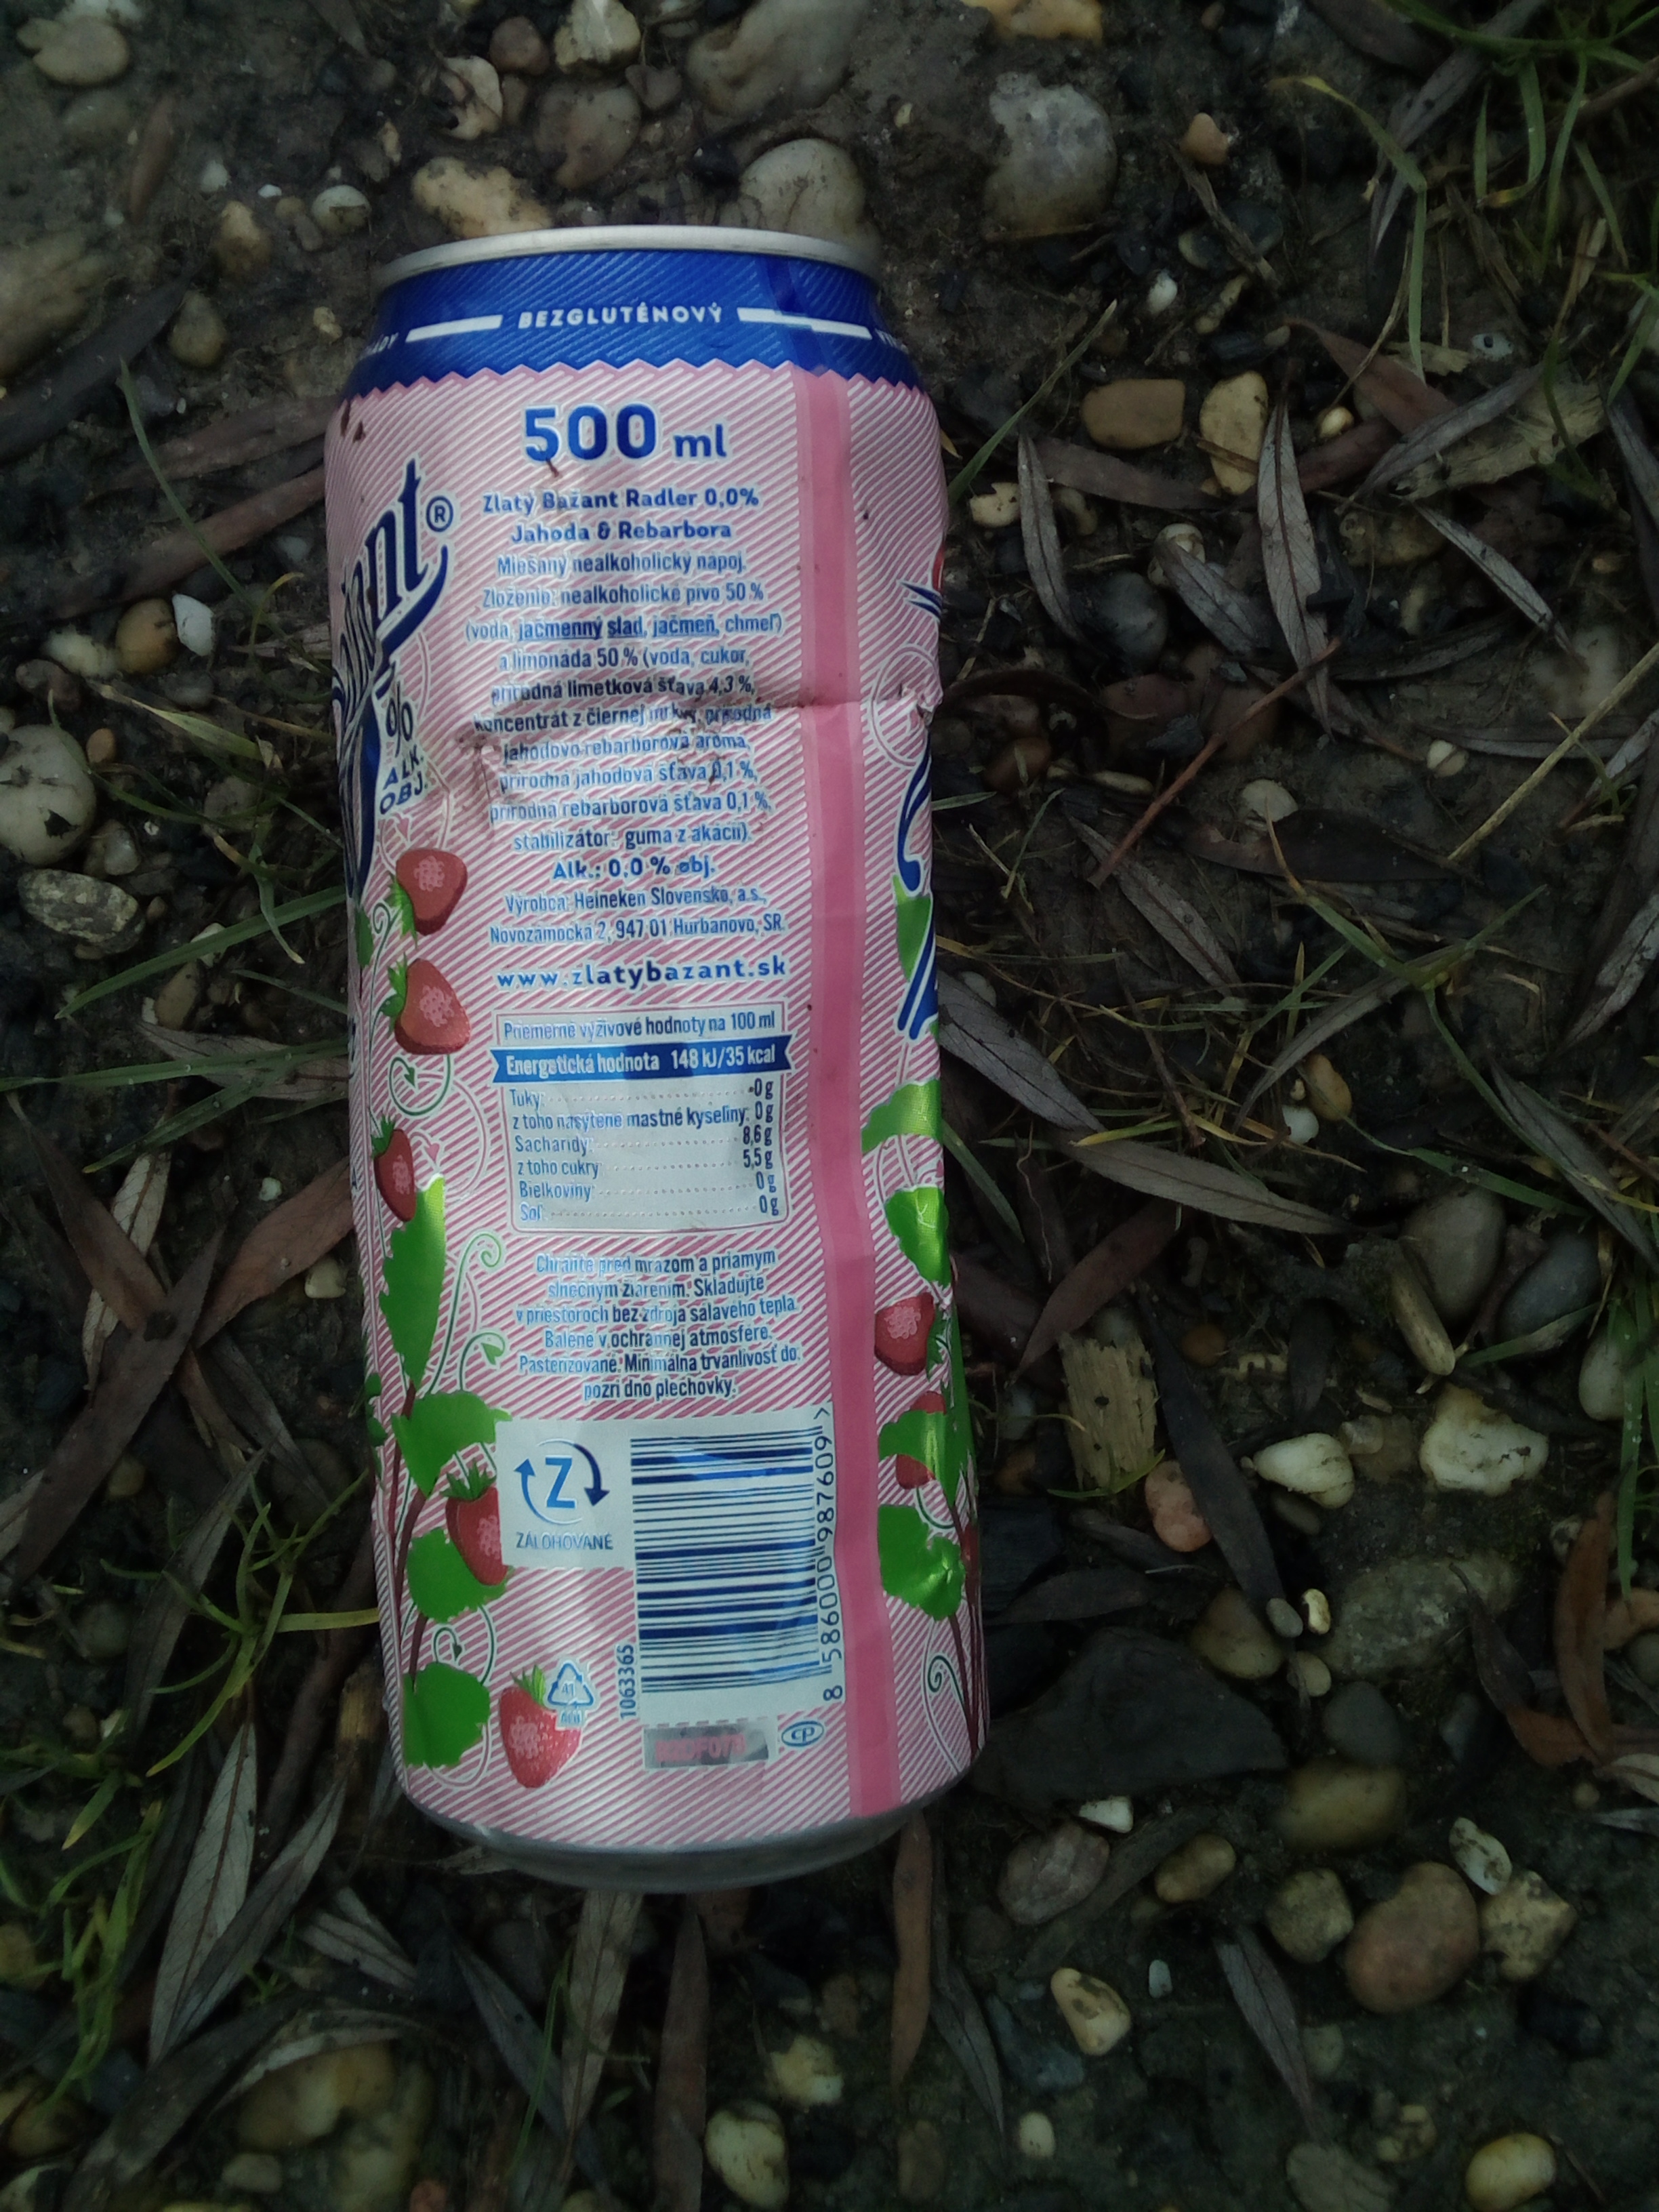 BEZGLUTÉNOVÝ
500 ml
Zlatý Bažant Radler 0,0%
Jahoda & Rebarbora
Miešaný nealkoholický nápoj.
Zloženie: nealkoholické pivo 50 %
(voda, jačmenný slad, jačmeň, chmeľ)
a limonáda 50 % (voda, cukor,
prírodná limetková šťava 4,3 %,
koncentrát z čiernej mrkvy, prírodná
jahodovo-rebarborová aróma,
prírodná jahodová šťava 0,1 %,
prírodná rebarborová šťava 0,1 %,
stabilizátor: guma z akácií).
Alk.: 0,0 % obj.
Výrobca: Heineken Slovensko, a.s.,
Novozámocká 2, 947 01 Hurbanovo, SR.
www.zlatybazant.sk
Priemerné výživové hodnoty na 100 ml
Energetická hodnota 148 kJ/35 kcal
Tuky: 0 g
z toho nasýtené mastné kyseliny: 0 g
Sacharidy: 8,6 g
z toho cukry 5,5 g
Bielkoviny: 0 g
Soľ: 0 g
Chráňte pred mrazom a priamym
slnečným žiarením. Skladujte
v priestoroch bez zdroja sálavého tepla.
Balené v ochrannej atmosfére.
Pasterizované. Minimálna trvanlivosť do:
pozri dno plechovky.
Z
ZÁLOHOVANÉ
8 586000 987609 >
1063365
41
ALU
CP
®
%
ALK.
OBJ.